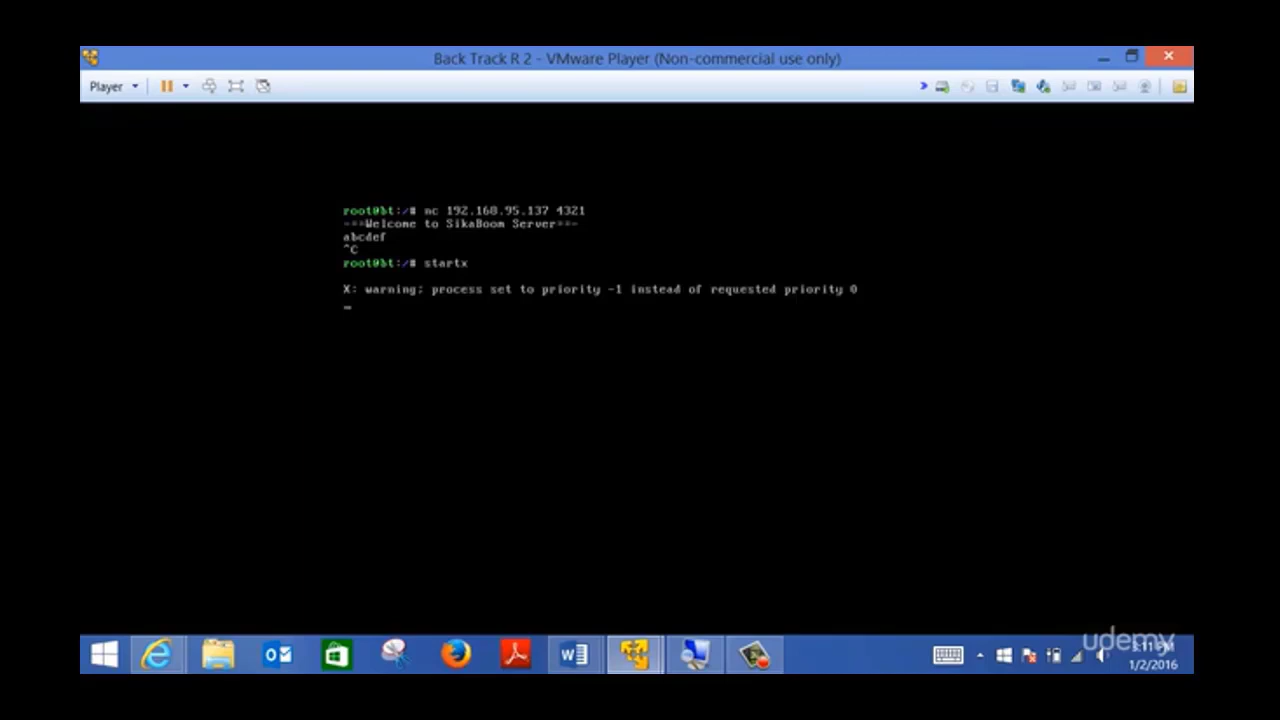 Back Track R 2 - VMware Player (Non-commercial use only)
Player
root@bt:/# nc 192.168.95.137 4321
-==Welcome to SikaBoom Server==-
abcdef
^C
root@bt:/# startx
X: warning; process set to priority -1 instead of requested priority 0
udemy
1/2/2016